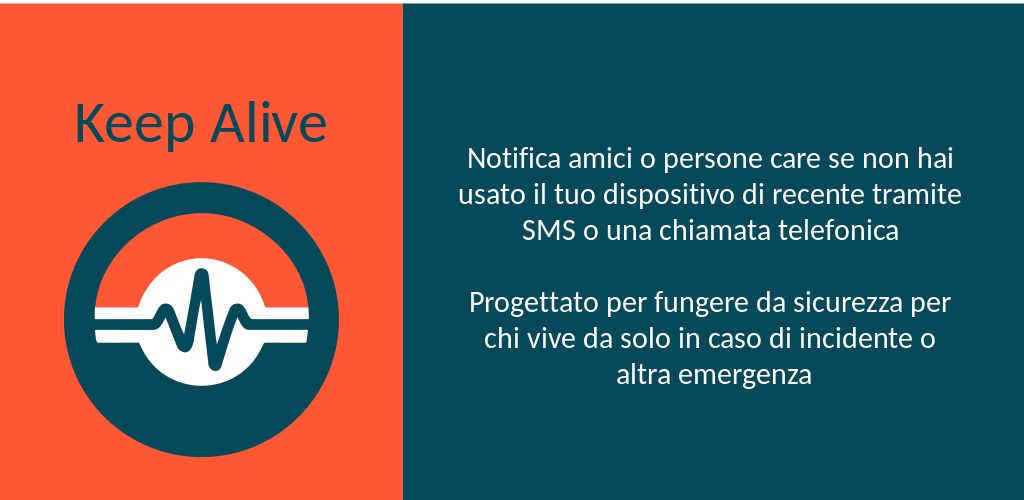 Keep Alive
Notifica amici o persone care se non hai
usato il tuo dispositivo di recente tramite
SMS o una chiamata telefonica
Progettato per fungere da sicurezza per
chi vive da solo in caso di incidente o
altra emergenza